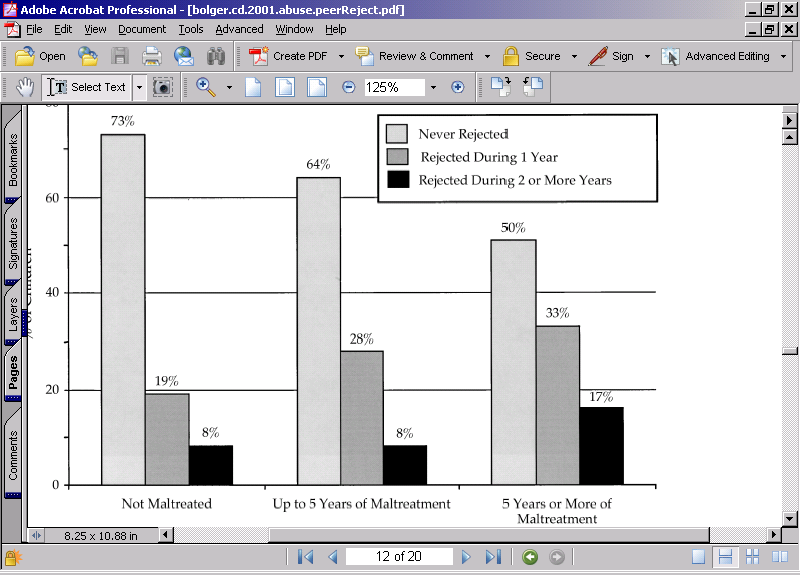 Adobe Acrobat Professional - [bolger.cd.2001.abuse.peerReject.pdf]
File Edit View Document Tools Advanced Window Help
Open Create PDF Review & Comment Secure Sign Advanced Editing
Select Text 125%
Bookmarks
Signatures
Layers
Pages
Comments
% of Children
73%
64%
Never Rejected
Rejected During 1 Year
Rejected During 2 or More Years
60
50%
40
33%
28%
20
19%
17%
8%
8%
0
Not Maltreated Up to 5 Years of Maltreatment 5 Years or More of
Maltreatment
8.25 x 10.88 in
12 of 20